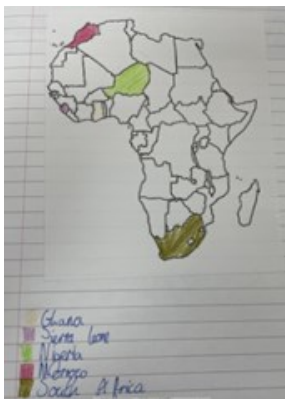 Ghana
Sierra Leone
Nigeria
Morocco
South Africa